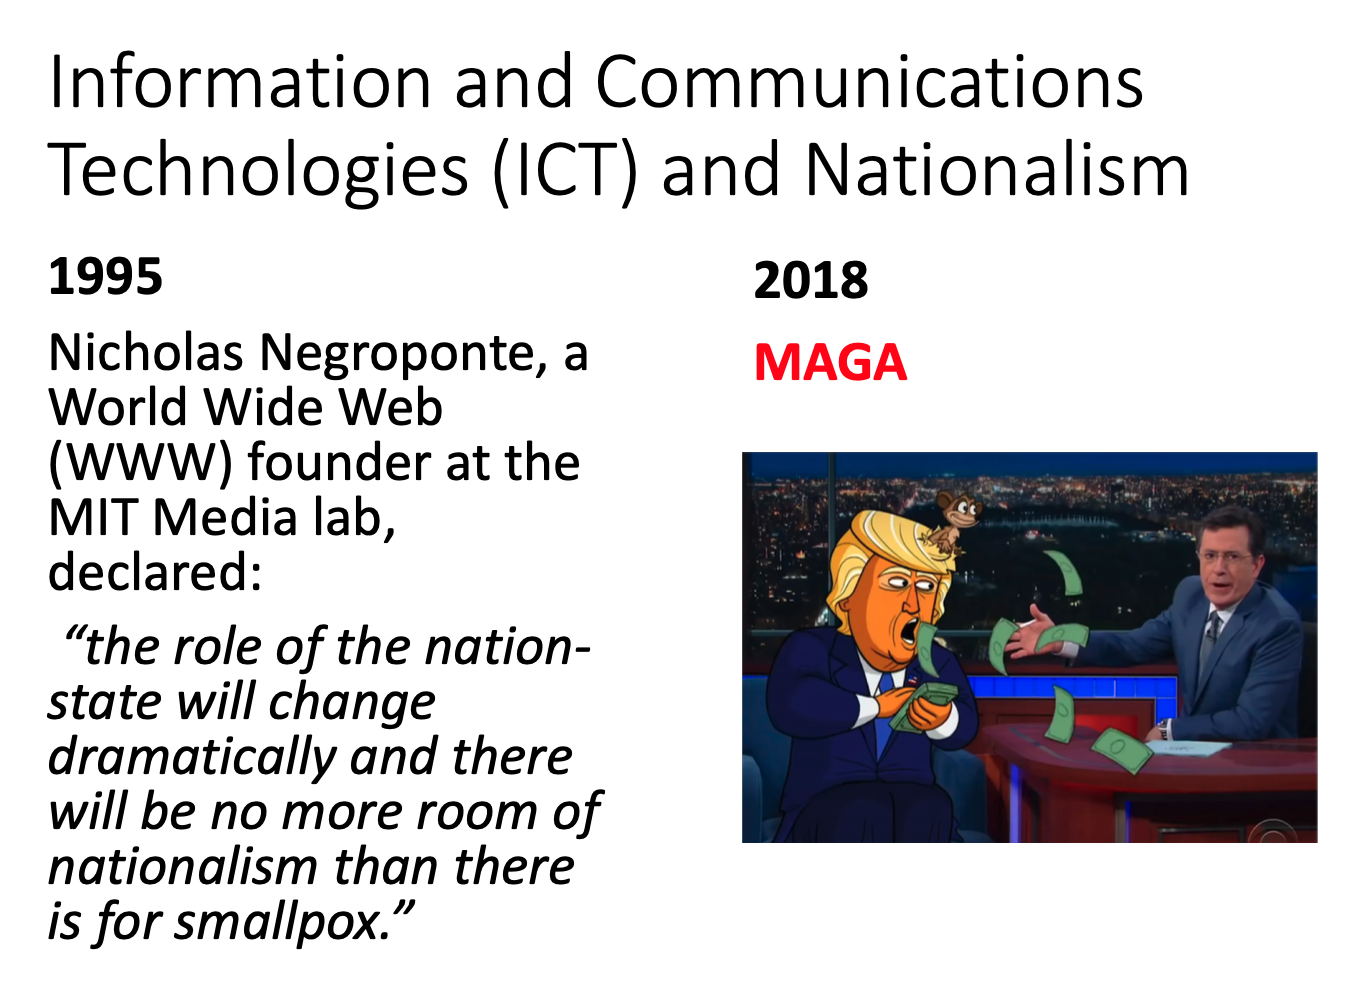 Information and Communications
Technologies (ICT) and Nationalism
1995
Nicholas Negroponte, a
World Wide Web
(WWW) founder at the
MIT Media lab,
declared:
“the role of the nation-
state will change
dramatically and there
will be no more room of
nationalism than there
is for smallpox.”
2018
MAGA